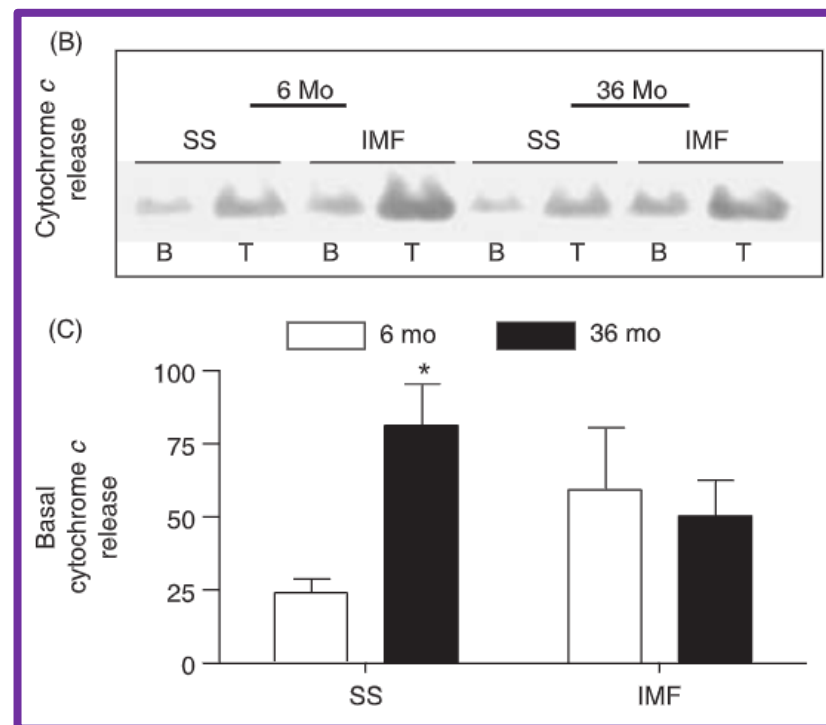 (B)
Cytochrome c
release
6 Mo 36 Mo
SS IMF SS IMF
B T B T B T B T
(C)
6 mo 36 mo
Basal
cytochrome c
release
100
*
75
50
25
0
SS IMF